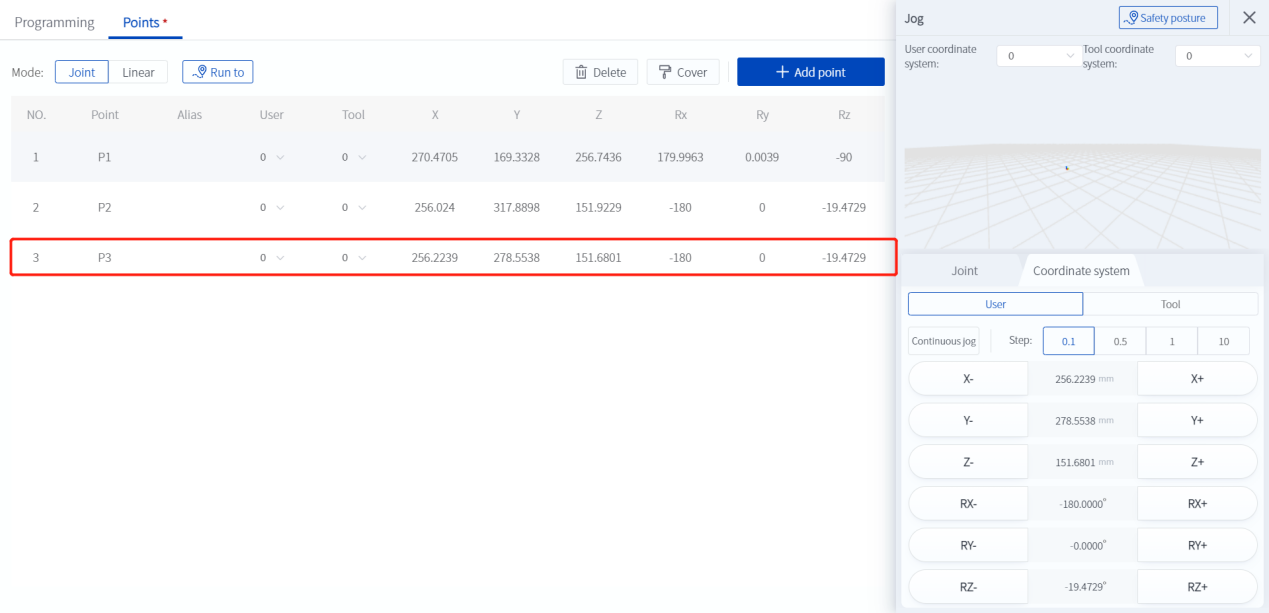 Programming Points •
Mode: Joint Linear Run to Delete Cover + Add point
NO. Point Alias User Tool X Y Z Rx Ry Rz
1 P1 0 0 270.4705 169.3328 256.7436 179.9963 0.0039 -90
2 P2 0 0 256.024 317.8898 151.9229 -180 0 -19.4729
3 P3 0 0 256.2239 278.5538 151.6801 -180 0 -19.4729
Jog Safety posture
User coordinate system: 0 Tool coordinate system: 0
Joint Coordinate system
User Tool
Continuous jog Step: 0.1 0.5 1 10
X- 256.2239 mm X+
Y- 278.5538 mm Y+
Z- 151.6801 mm Z+
RX- -180.0000° RX+
RY- -0.0000° RY+
RZ- -19.4729° RZ+